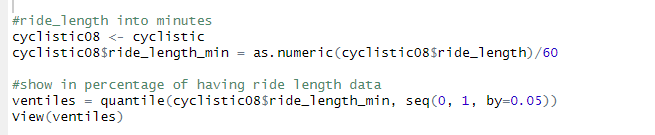 #ride_length into minutes
cyclistic08 <- cyclistic
cyclistic08$ride_length_min = as.numeric(cyclistic08$ride_length)/60
#show in percentage of having ride length data
ventiles = quantile(cyclistic08$ride_length_min, seq(0, 1, by=0.05))
View(ventiles)